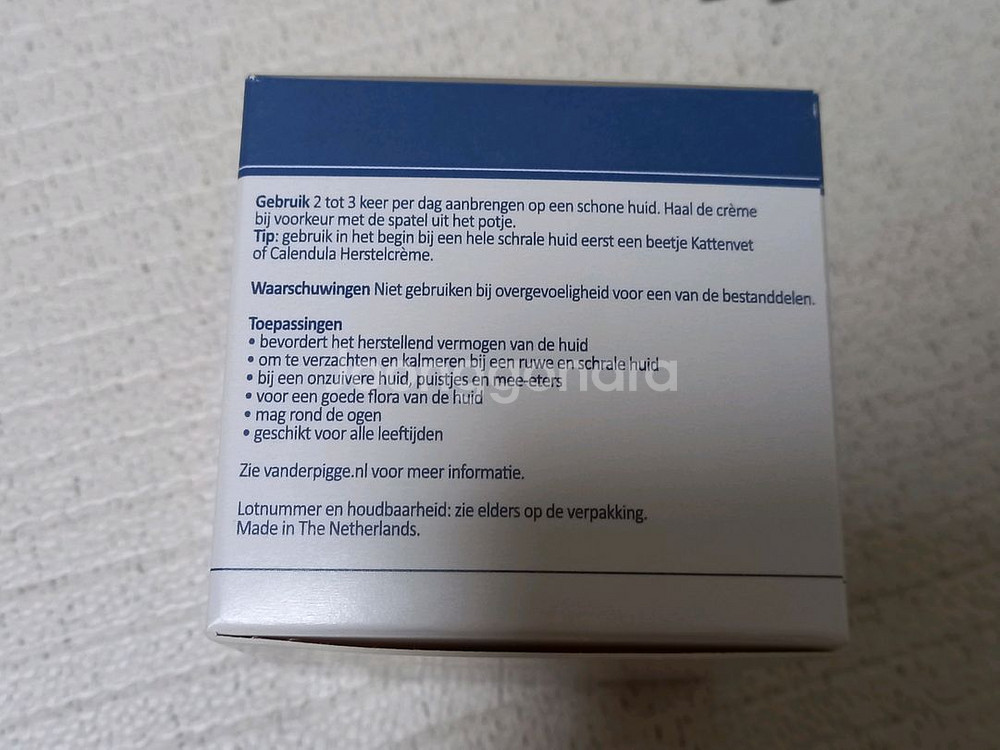 Gebruik 2 tot 3 keer per dag aanbrengen op een schone huid. Haal de crème
bij voorkeur met de spatel uit het potje.
Tip: gebruik in het begin bij een hele schrale huid eerst een beetje Kattenvet
of Calendula Herstelcrème.
Waarschuwingen Niet gebruiken bij overgevoeligheid voor een van de bestanddelen.
Toepassingen
• bevordert het herstellend vermogen van de huid
• om te verzachten en kalmeren bij een ruwe en schrale huid
• bij een onzuivere huid, puistjes en mee-eters
• voor een goede flora van de huid
• mag rond de ogen
• geschikt voor alle leeftijden
Zie vanderpigge.nl voor meer informatie.
Lotnummer en houdbaarheid: zie elders op de verpakking.
Made in The Netherlands.